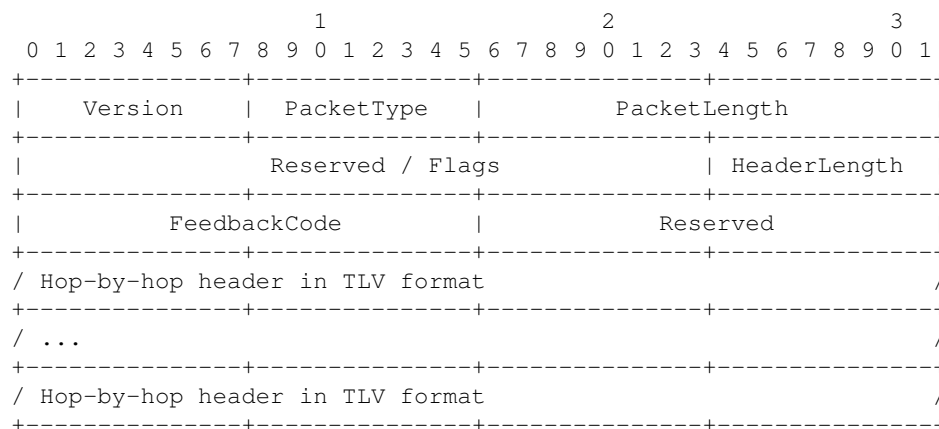 1                   2                   3
 0 1 2 3 4 5 6 7 8 9 0 1 2 3 4 5 6 7 8 9 0 1 2 3 4 5 6 7 8 9 0 1
+---------------+---------------+---------------+---------------
|    Version    |  PacketType   |         PacketLength
+---------------+---------------+---------------+---------------
|                 Reserved / Flags              | HeaderLength
+---------------+---------------+---------------+---------------
|          FeedbackCode         |            Reserved
+---------------+---------------+---------------+---------------
/ Hop-by-hop header in TLV format                               /
+---------------+---------------+---------------+---------------
/ ...                                                           /
+---------------+---------------+---------------+---------------
/ Hop-by-hop header in TLV format                               /
+---------------+---------------+---------------+---------------